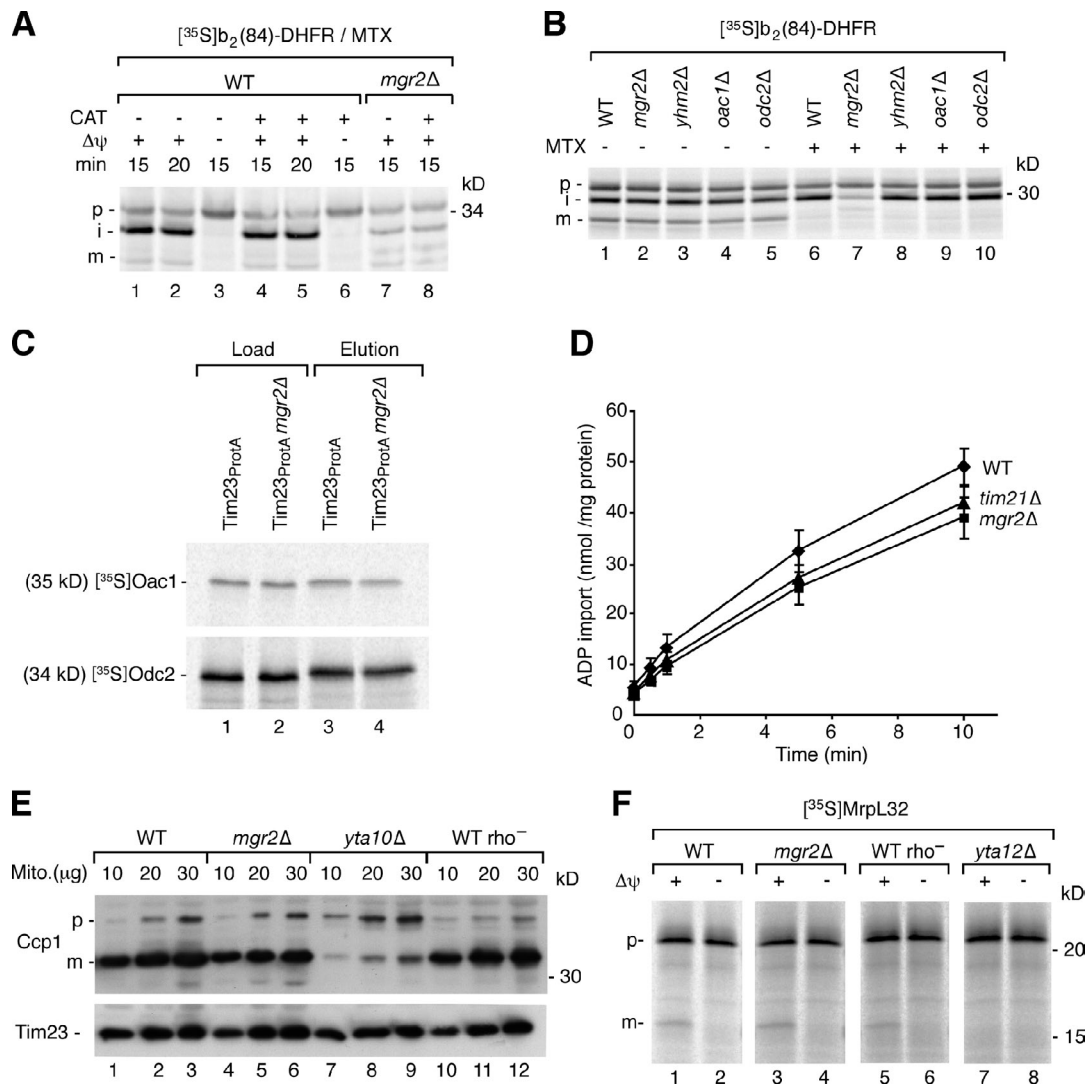 A
[³⁵S]b₂(84)-DHFR / MTX
WT mgr2Δ
CAT - - - + + + - +
Δψ + + - + + - + +
min 15 20 15 15 20 15 15 15
kD
p - - 34
i -
m -
1 2 3 4 5 6 7 8
B
[³⁵S]b₂(84)-DHFR
WT mgr2Δ yhm2Δ oac1Δ odc2Δ WT mgr2Δ yhm2Δ oac1Δ odc2Δ
MTX - - - - - + + + + +
kD
p - - 30
i -
m -
1 2 3 4 5 6 7 8 9 10
C
Load Elution
Tim23ProtA Tim23ProtA mgr2Δ Tim23ProtA Tim23ProtA mgr2Δ
(35 kD) [³⁵S]Oac1 -
(34 kD) [³⁵S]Odc2 -
1 2 3 4
D
ADP import (nmol /mg protein)
60
50
40
30
20
10
0
WT
tim21Δ
mgr2Δ
0 2 4 6 8 10
Time (min)
E
WT mgr2Δ yta10Δ WT rho⁻
Mito.(µg) 10 20 30 10 20 30 10 20 30 10 20 30
kD
p -
Ccp1
m -
- 30
Tim23 -
1 2 3 4 5 6 7 8 9 10 11 12
F
[³⁵S]MrpL32
WT mgr2Δ WT rho⁻ yta12Δ
Δψ + - + - + - + -
kD
p-
- 20
m-
- 15
1 2 3 4 5 6 7 8